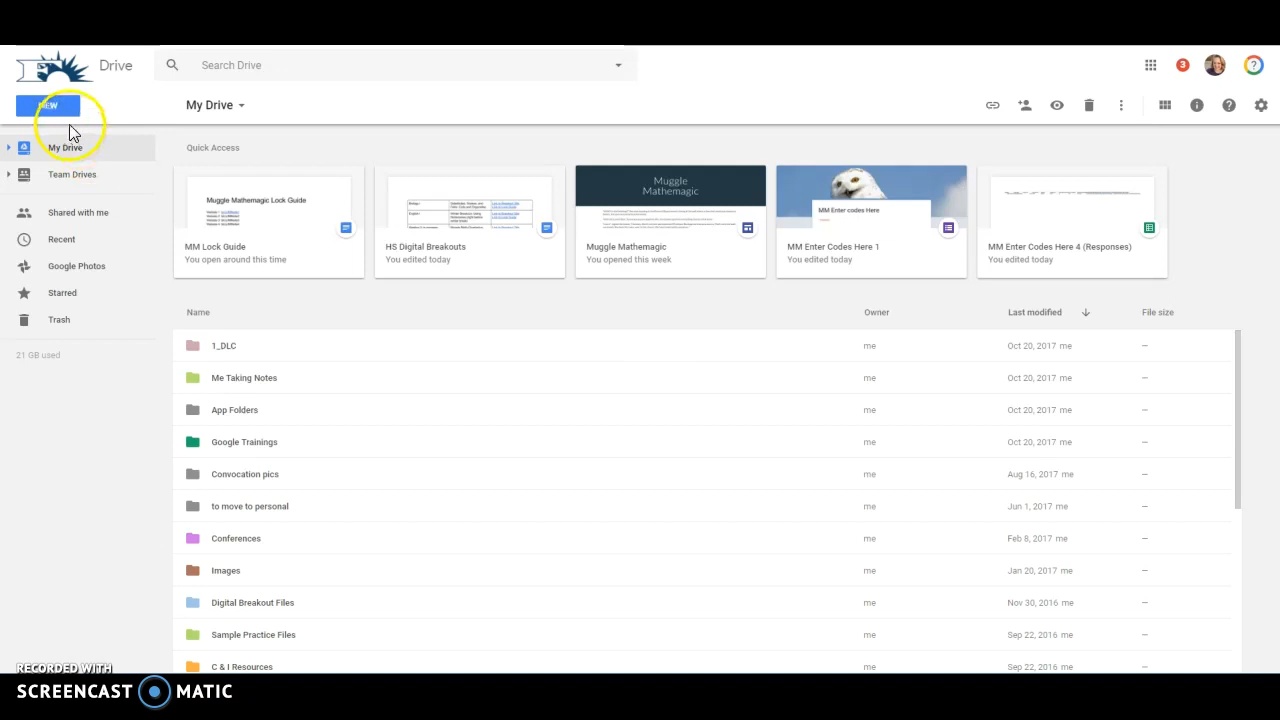 Drive
Search Drive
3
NEW
My Drive
My Drive
Team Drives
Shared with me
Recent
Google Photos
Starred
Trash
21 GB used
Quick Access
Muggle Mathemagic Lock Guide
MM Lock Guide
You open around this time
HS Digital Breakouts
You edited today
Muggle
Mathemagic
Muggle Mathemagic
You opened this week
MM Enter codes Here
MM Enter Codes Here 1
You edited today
MM Enter Codes Here 4 (Responses)
You edited today
Name Owner Last modified File size
1_DLC me Oct 20, 2017 me –
Me Taking Notes me Oct 20, 2017 me –
App Folders me Oct 20, 2017 me –
Google Trainings me Oct 20, 2017 me –
Convocation pics me Aug 16, 2017 me –
to move to personal me Jun 1, 2017 me –
Conferences me Feb 8, 2017 me –
Images me Jan 20, 2017 me –
Digital Breakout Files me Nov 30, 2016 me –
Sample Practice Files me Sep 22, 2016 me –
C & I Resources me Sep 22, 2016 me –
RECORDED WITH
SCREENCAST MATIC